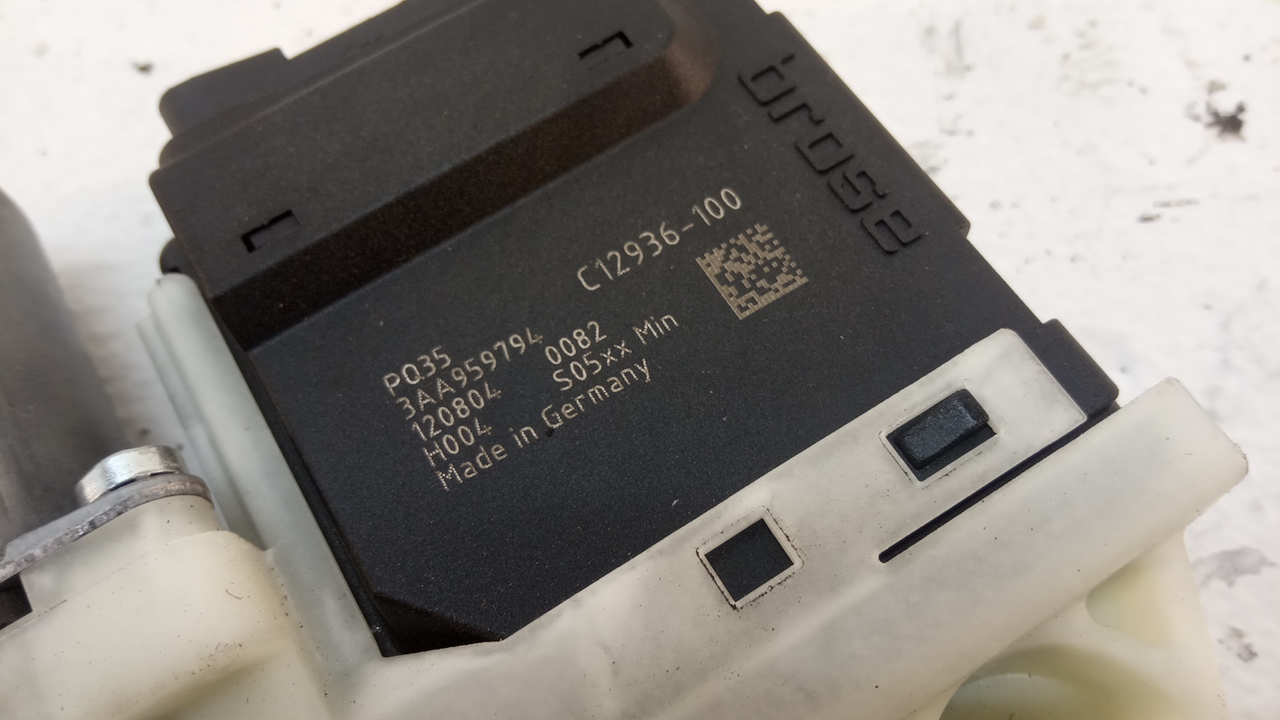 brose
C12936-100
PQ35
3AA959794
120804 0082
H004 S05xx Min
Made in Germany